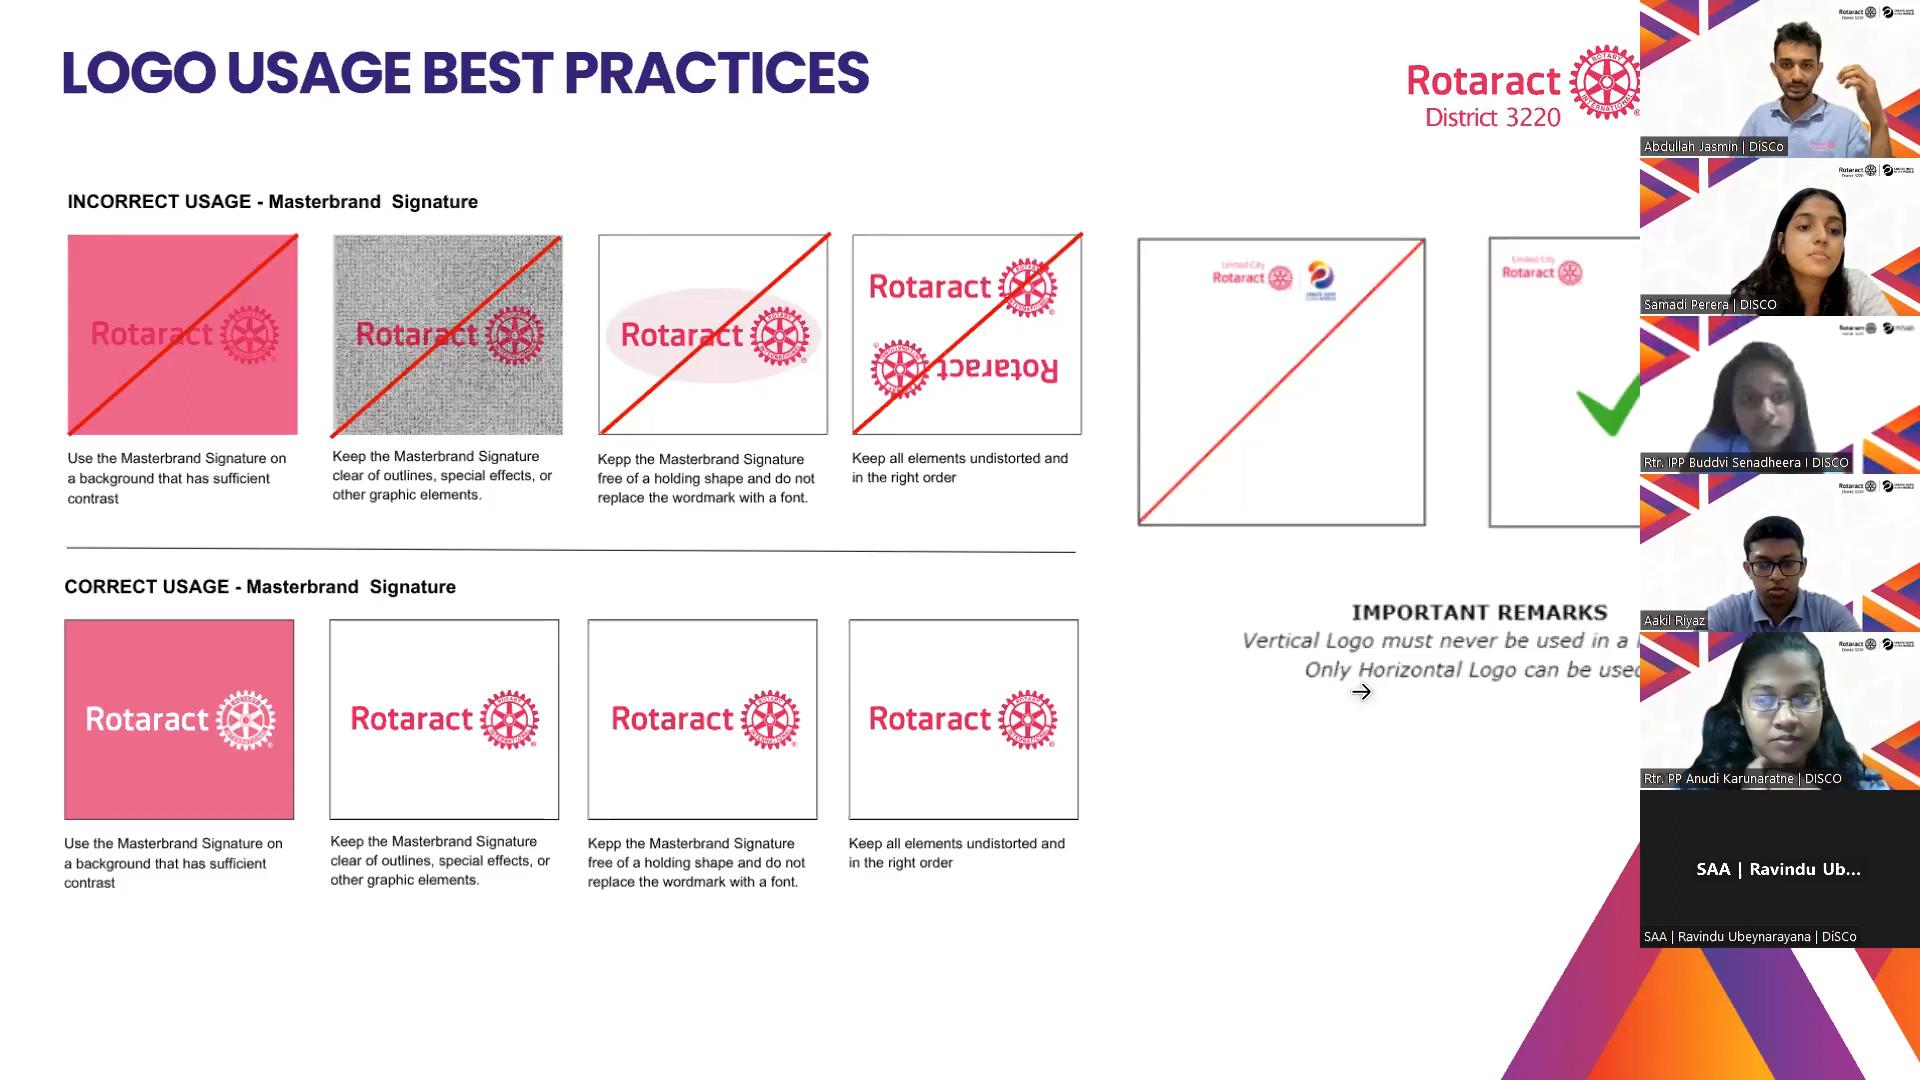 LOGO USAGE BEST PRACTICES
Rotaract
District 3220
ROTARY
INTERNATIONAL
INCORRECT USAGE - Masterbrand Signature
Rotaract
Rotaract
Rotaract
Rotaract
Rotaract
United City
Rotaract
United City
Rotaract
Use the Masterbrand Signature on
a background that has sufficient
contrast
Keep the Masterbrand Signature
clear of outlines, special effects, or
other graphic elements.
Kepp the Masterbrand Signature
free of a holding shape and do not
replace the wordmark with a font.
Keep all elements undistorted and
in the right order
CORRECT USAGE - Masterbrand Signature
Rotaract
Rotaract
Rotaract
Rotaract
Use the Masterbrand Signature on
a background that has sufficient
contrast
Keep the Masterbrand Signature
clear of outlines, special effects, or
other graphic elements.
Kepp the Masterbrand Signature
free of a holding shape and do not
replace the wordmark with a font.
Keep all elements undistorted and
in the right order
IMPORTANT REMARKS
Vertical Logo must never be used in a
Only Horizontal Logo can be used
Abdullah Jasmin | DiSCo
Samadi Perera | DISCO
Rtr. IPP Buddvi Senadheera I DISCO
Aakil Riyaz
Rtr. PP Anudi Karunaratne | DISCO
SAA | Ravindu Ub...
SAA | Ravindu Ubeynarayana | DiSCo